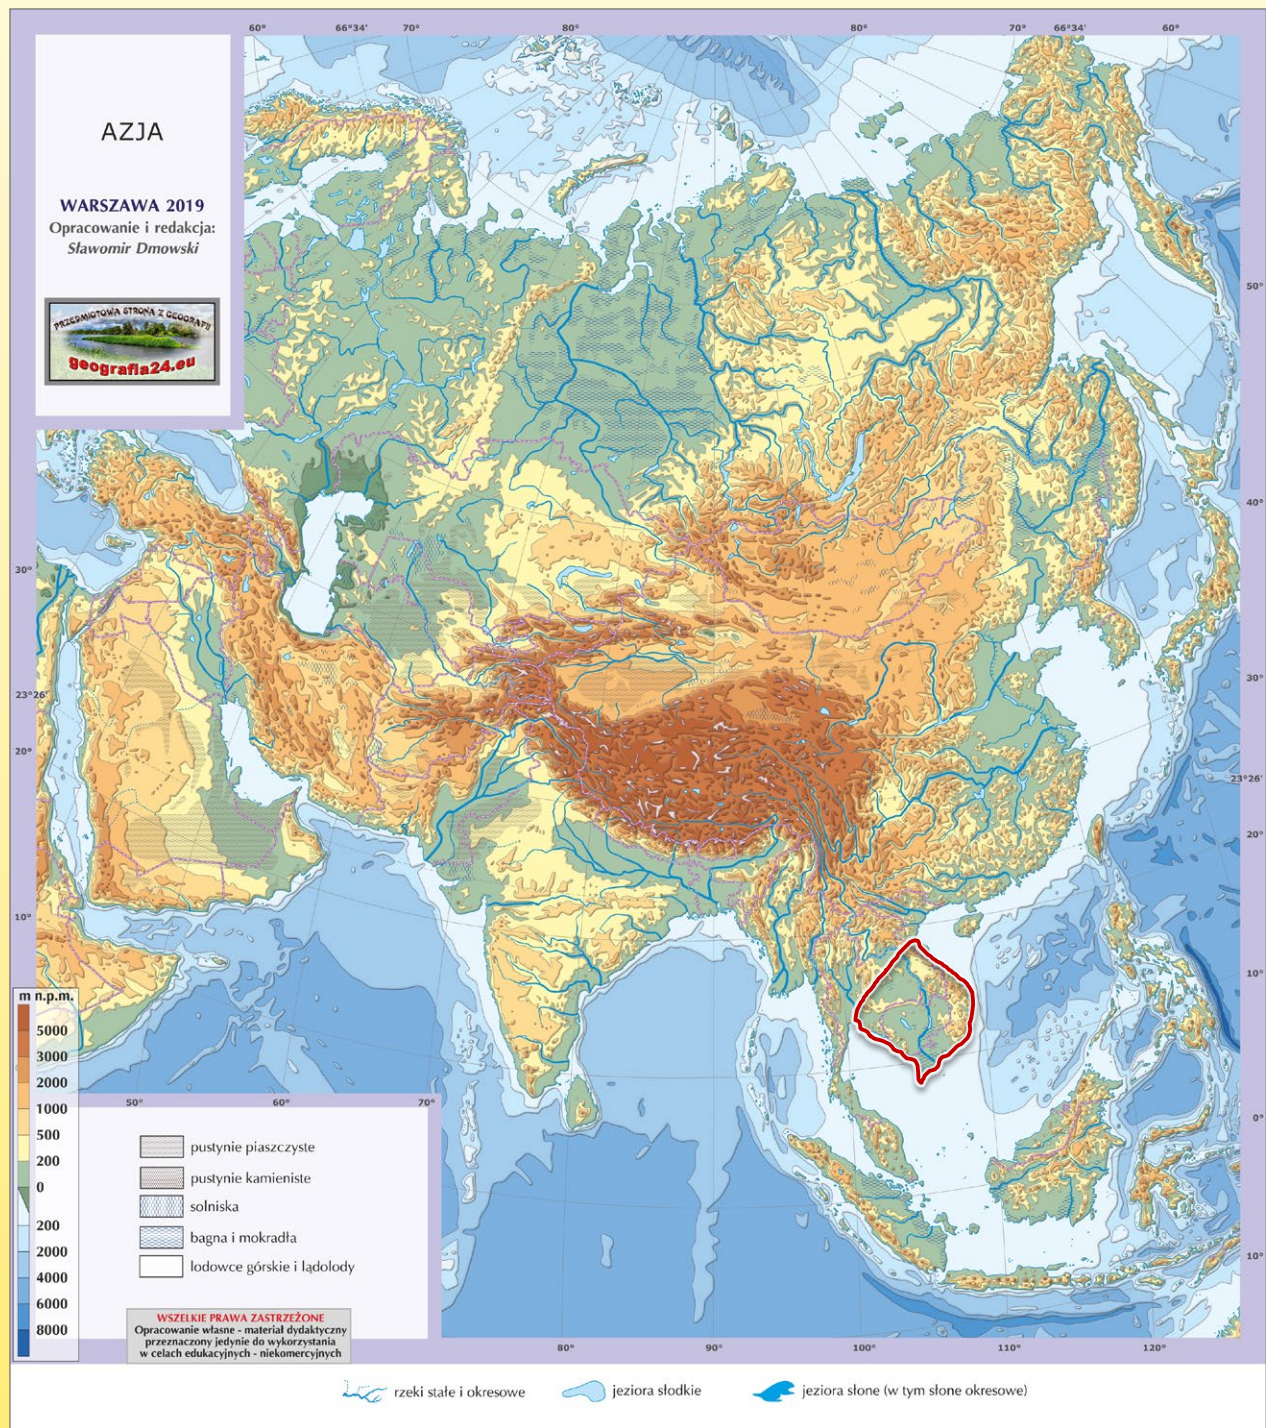 60° 66°34' 70° 80° 80° 70° 66°34' 60°
AZJA
WARSZAWA 2019
Opracowanie i redakcja:
Sławomir Dmowski
PRZEDMIOTOWA STRONA Z GEOGRAFII
geografia24.eu
50°
40°
30°
30°
23°26'
20°
23°26'
20°
10°
10°
0°
10°
m n.p.m.
5000
3000
2000
1000
500
200
0
200
2000
4000
6000
8000
50° 60° 70°
pustynie piaszczyste
pustynie kamieniste
solniska
bagna i mokradła
lodowce górskie i lądolody
WSZELKIE PRAWA ZASTRZEŻONE
Opracowanie własne - materiał dydaktyczny
przeznaczony jedynie do wykorzystania
w celach edukacyjnych - niekomercyjnych
80° 90° 100° 110° 120°
rzeki stałe i okresowe jeziora słodkie jeziora słone (w tym słone okresowe)